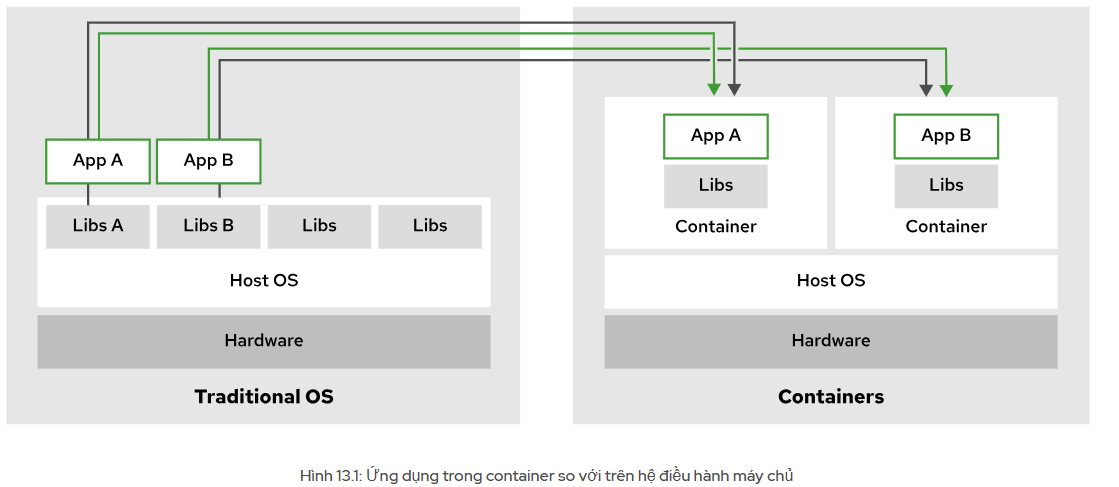 App A
App B
Libs A
Libs B
Libs
Libs
Host OS
Hardware
Traditional OS
App A
Libs
Container
App B
Libs
Container
Host OS
Hardware
Containers
Hình 13.1: Ứng dụng trong container so với trên hệ điều hành máy chủ